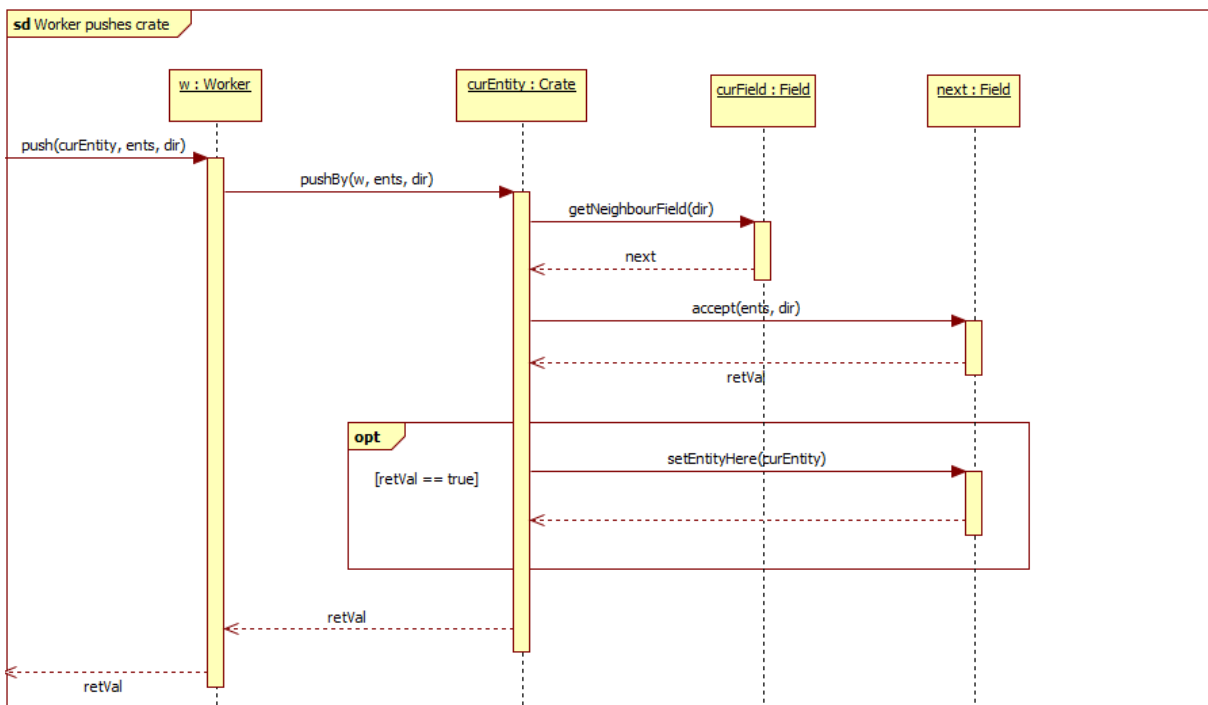 sd Worker pushes crate
w : Worker
curEntity : Crate
curField : Field
next : Field
push(curEntity, ents, dir)
pushBy(w, ents, dir)
getNeighbourField(dir)
next
accept(ents, dir)
retVal
opt
[retVal == true]
setEntityHere(curEntity)
retVal
retVal